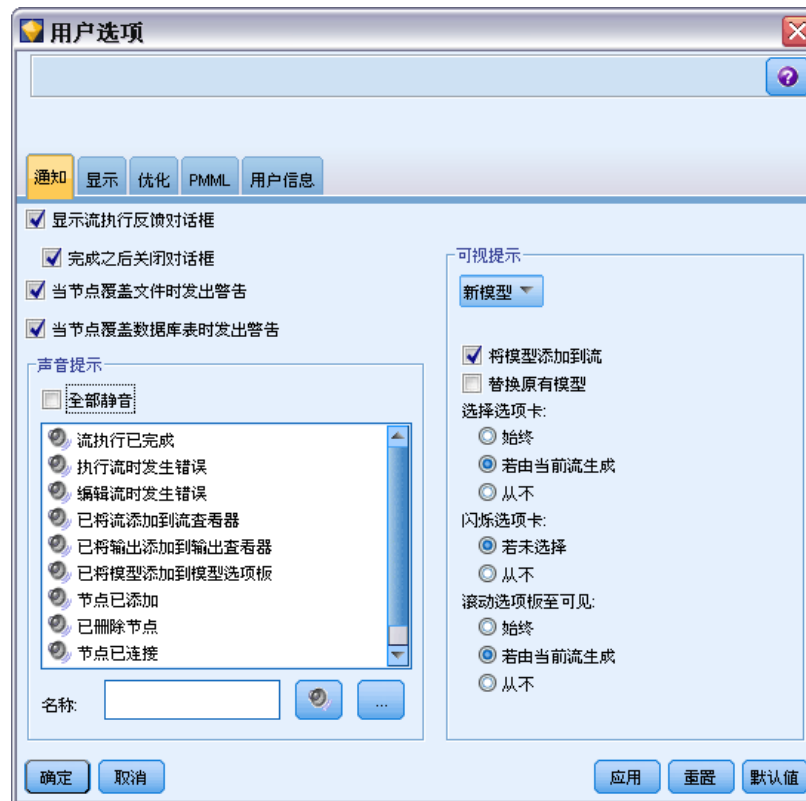 用户选项
通知 显示 优化 PMML 用户信息
显示流执行反馈对话框
完成之后关闭对话框
当节点覆盖文件时发出警告
当节点覆盖数据库表时发出警告
声音提示
全部静音
流执行已完成
执行流时发生错误
编辑流时发生错误
已将流添加到流查看器
已将输出添加到输出查看器
已将模型添加到模型选项板
节点已添加
已删除节点
节点已连接
名称:
...
可视提示
新模型
将模型添加到流
替换原有模型
选择选项卡:
始终
若由当前流生成
从不
闪烁选项卡:
若未选择
从不
滚动选项板至可见:
始终
若由当前流生成
从不
确定 取消 应用 重置 默认值